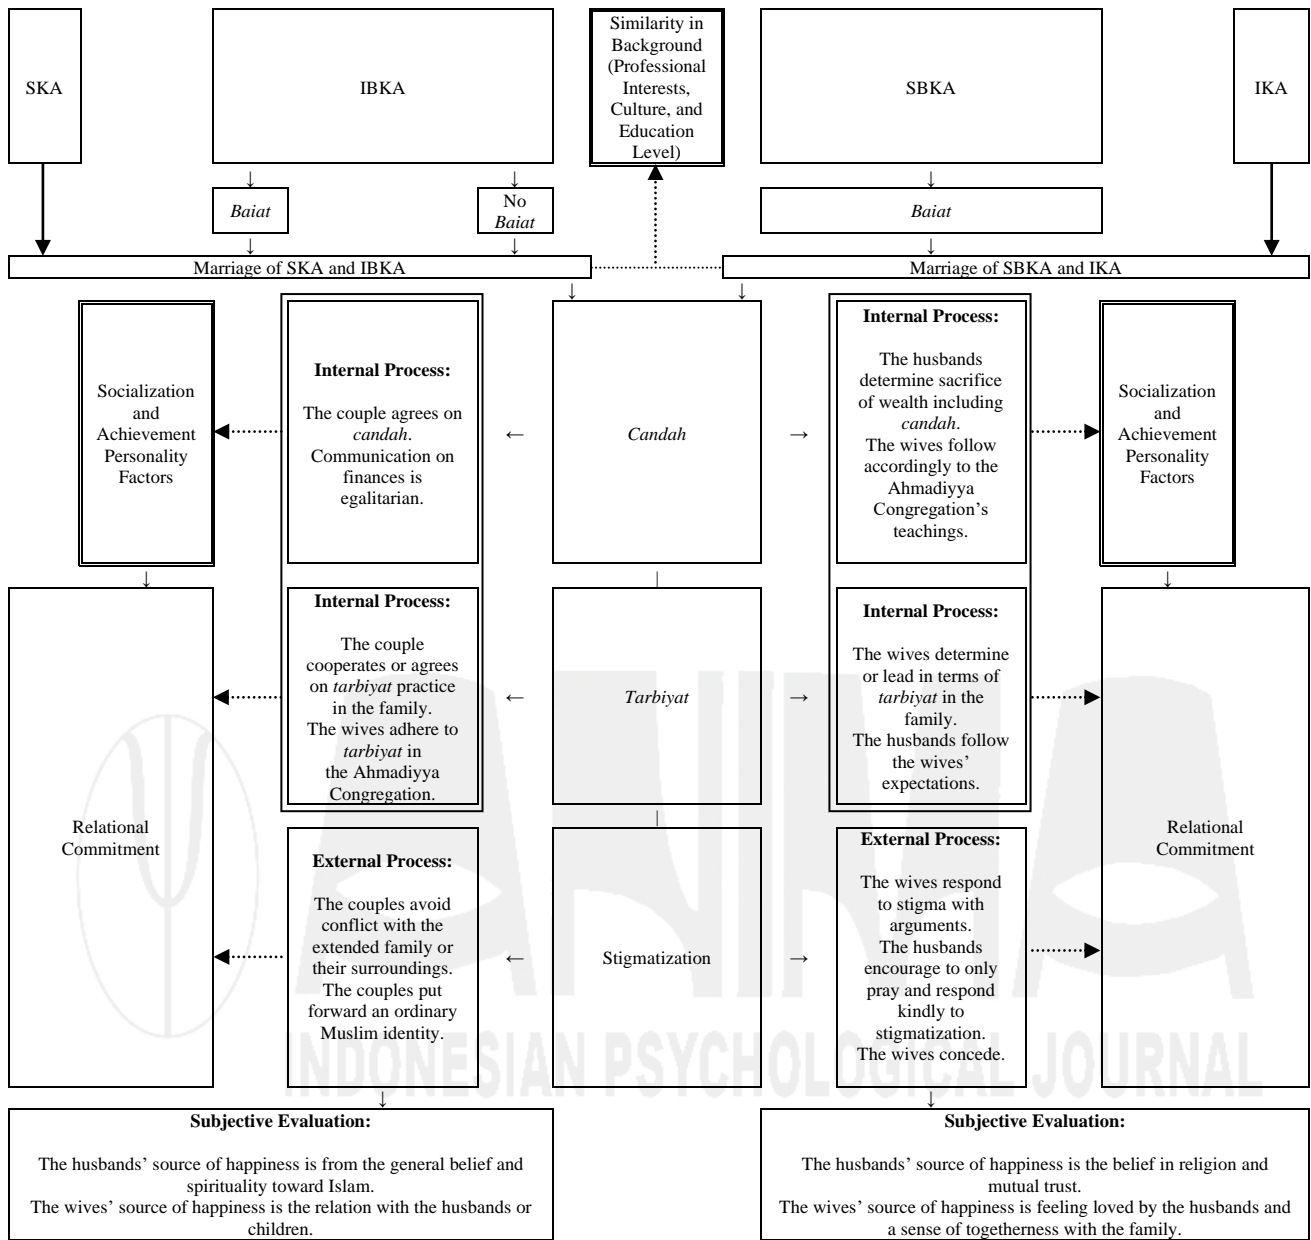 SKA
IBKA
Similarity in
Background
(Professional
Interests,
Culture, and
Education
Level)
SBKA
IKA
Baiat
No
Baiat
Baiat
Marriage of SKA and IBKA
Marriage of SBKA and IKA
Socialization
and
Achievement
Personality
Factors
Internal Process:
The couple agrees on
candah.
Communication on
finances is
egalitarian.
Candah
Internal Process:
The husbands
determine sacrifice
of wealth including
candah.
The wives follow
accordingly to the
Ahmadiyya
Congregation’s
teachings.
Socialization
and
Achievement
Personality
Factors
Relational
Commitment
Internal Process:
The couple
cooperates or agrees
on tarbiyat practice
in the family.
The wives adhere to
tarbiyat in
the Ahmadiyya
Congregation.
Tarbiyat
Internal Process:
The wives determine
or lead in terms of
tarbiyat in the
family.
The husbands follow
the wives’
expectations.
Relational
Commitment
External Process:
The couples avoid
conflict with the
extended family or
their surroundings.
The couples put
forward an ordinary
Muslim identity.
Stigmatization
External Process:
The wives respond
to stigma with
arguments.
The husbands
encourage to only
pray and respond
kindly to
stigmatization.
The wives concede.
ANIMA
INDONESIAN PSYCHOLOGICAL JOURNAL
Subjective Evaluation:
The husbands’ source of happiness is from the general belief and
spirituality toward Islam.
The wives’ source of happiness is the relation with the husbands or
children.
Subjective Evaluation:
The husbands’ source of happiness is the belief in religion and
mutual trust.
The wives’ source of happiness is feeling loved by the husbands and
a sense of togetherness with the family.